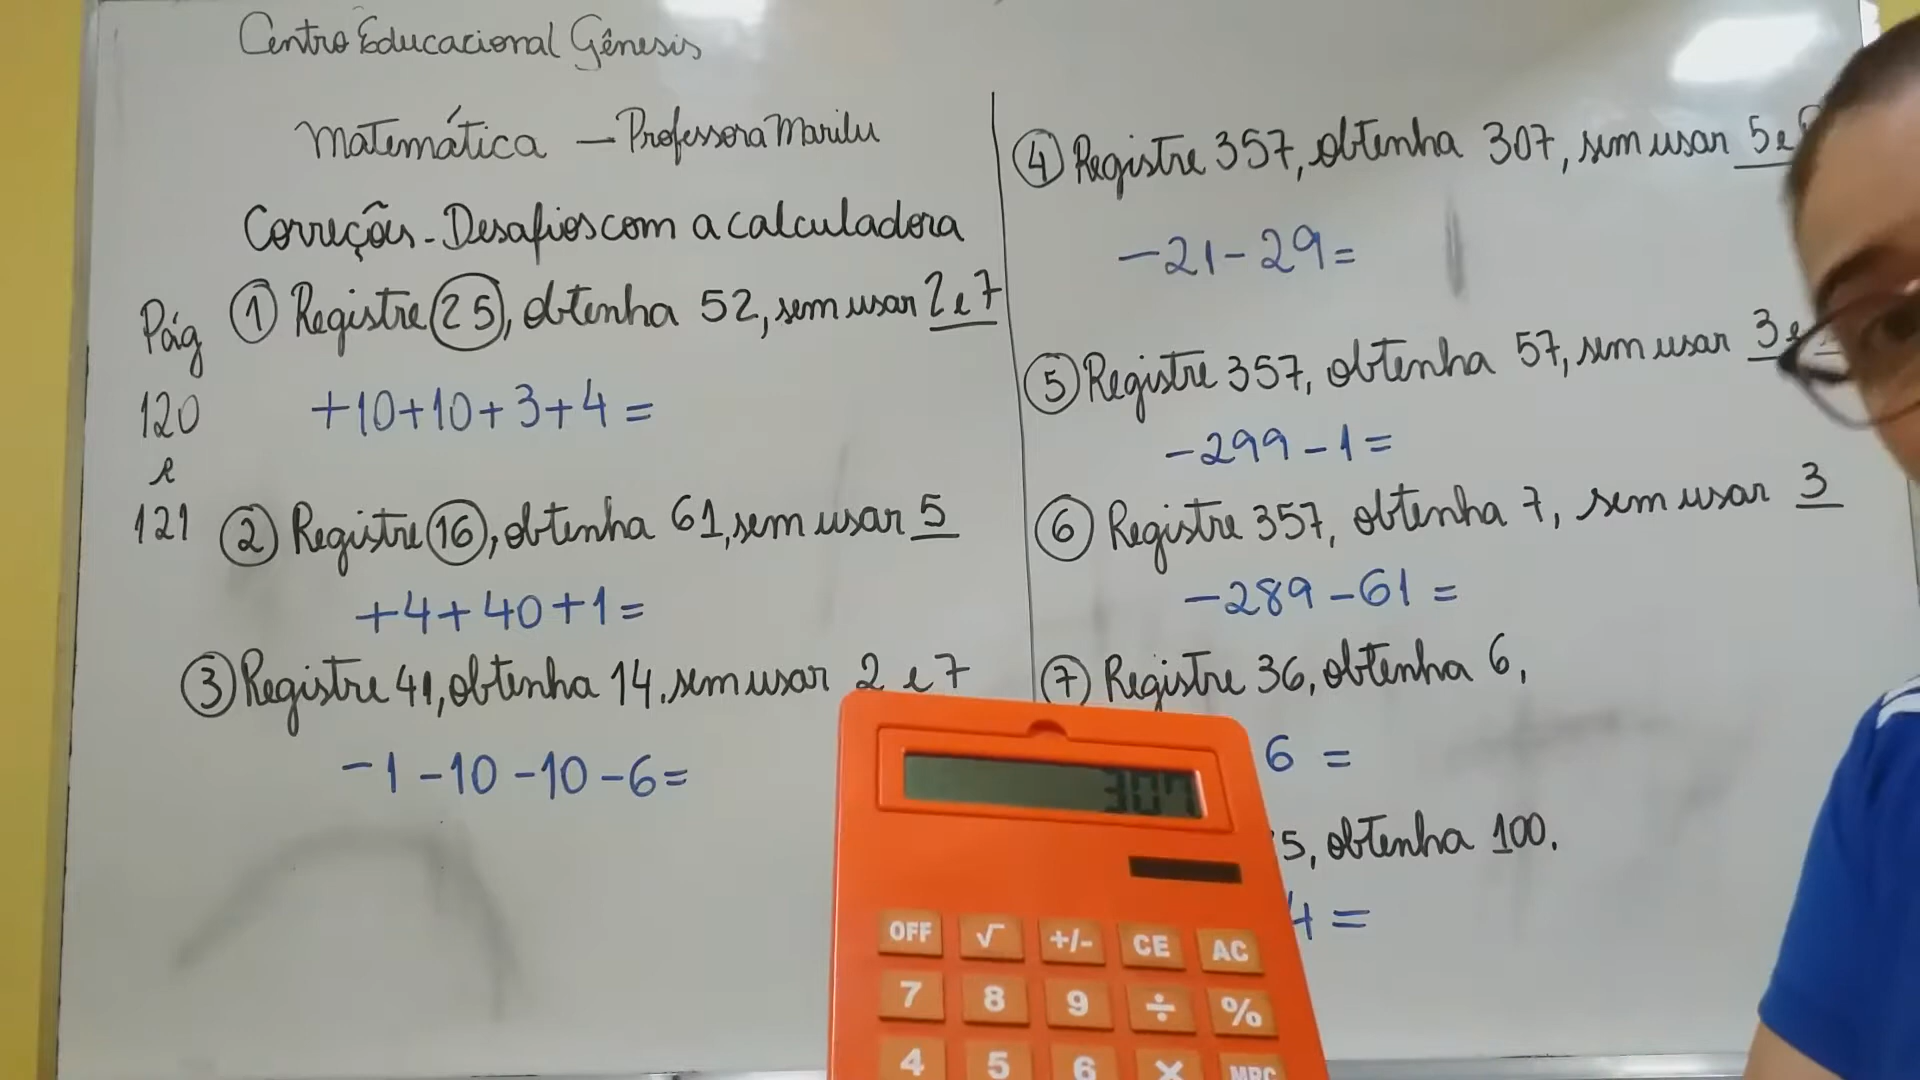 Centro Educacional Gênesis
Matemática - Professora Marilu
Correções - Desafios com a calculadora
Pág
120
e
121
① Registre 25, obtenha 52, sem usar 2 e 7
+10+10+3+4=
② Registre 16, obtenha 61, sem usar 5
+4+40+1=
③ Registre 41, obtenha 14, sem usar 2 e 7
-1-10-10-6=
④ Registre 357, obtenha 307, sem usar 5 e
-21-29=
⑤ Registre 357, obtenha 57, sem usar 3 e
-299-1=
⑥ Registre 357, obtenha 7, sem usar 3
-289-61=
⑦ Registre 36, obtenha 6,
6 =
5, obtenha 100.
4 =
307
OFF √ +/- CE AC
7 8 9 ÷ %
4 5 6 × MRC